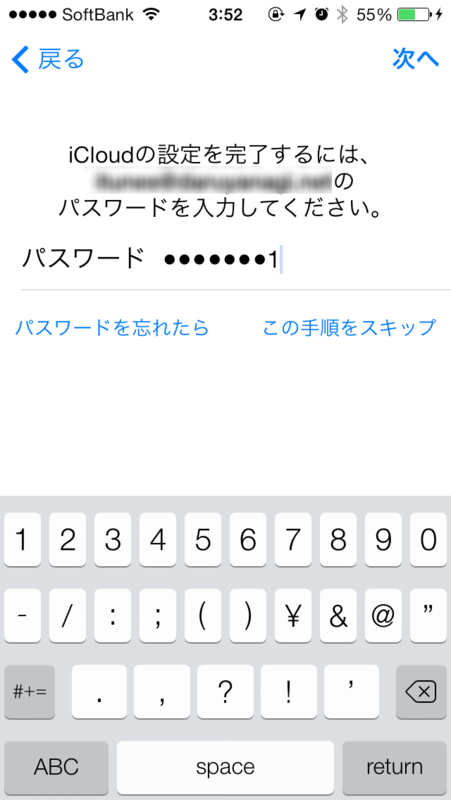 SoftBank 3:52 55%
戻る 次へ
iCloudの設定を完了するには、
の
パスワードを入力してください。
パスワード ●●●●●●●1
パスワードを忘れたら この手順をスキップ
1 2 3 4 5 6 7 8 9 0
- / : ; ( ) ¥ & @ ”
#+= . , ? ! ’
ABC space return